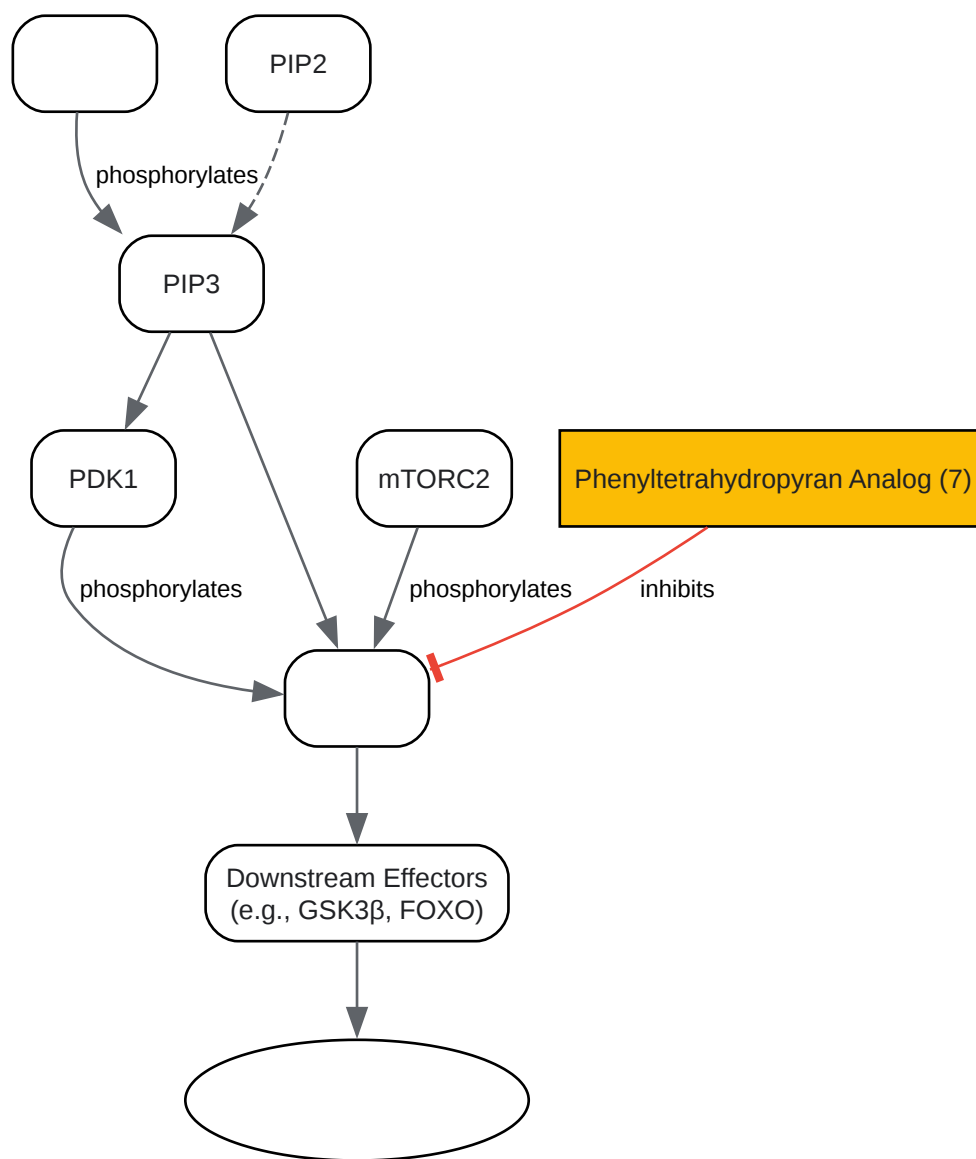 PIP2
phosphorylates
PIP3
PDK1
mTORC2
Phenyltetrahydropyran Analog (7)
phosphorylates
phosphorylates
inhibits
Downstream Effectors
(e.g., GSK3β, FOXO)